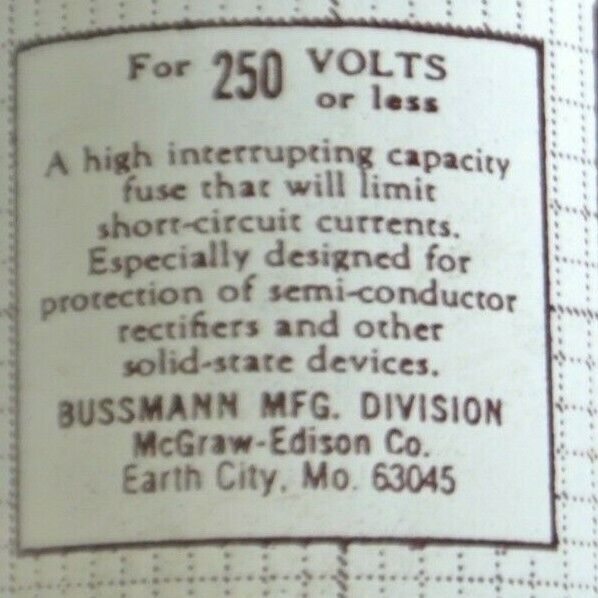 For 250 VOLTS
or less
A high interrupting capacity
fuse that will limit
short-circuit currents.
Especially designed for
protection of semi-conductor
rectifiers and other
solid-state devices.
BUSSMANN MFG. DIVISION
McGraw-Edison Co.
Earth City, Mo. 63045